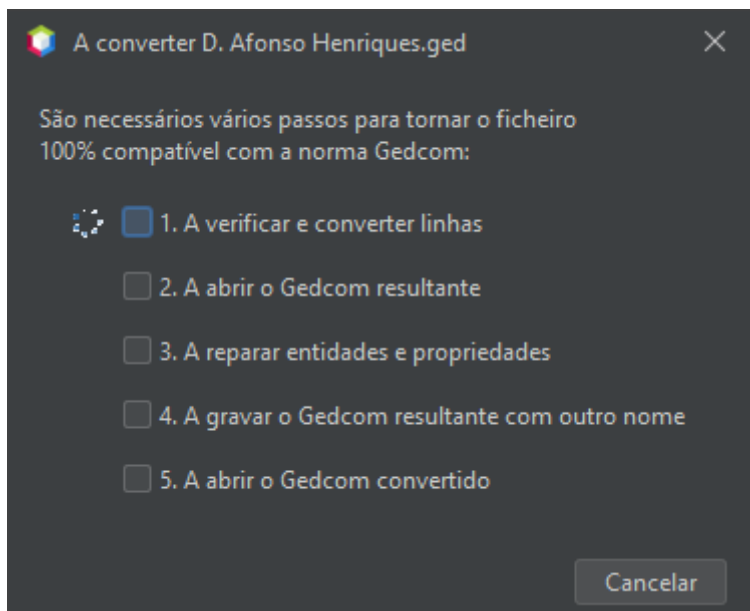 A converter D. Afonso Henriques.ged
São necessários vários passos para tornar o ficheiro
100% compatível com a norma Gedcom:
1. A verificar e converter linhas
2. A abrir o Gedcom resultante
3. A reparar entidades e propriedades
4. A gravar o Gedcom resultante com outro nome
5. A abrir o Gedcom convertido
Cancelar